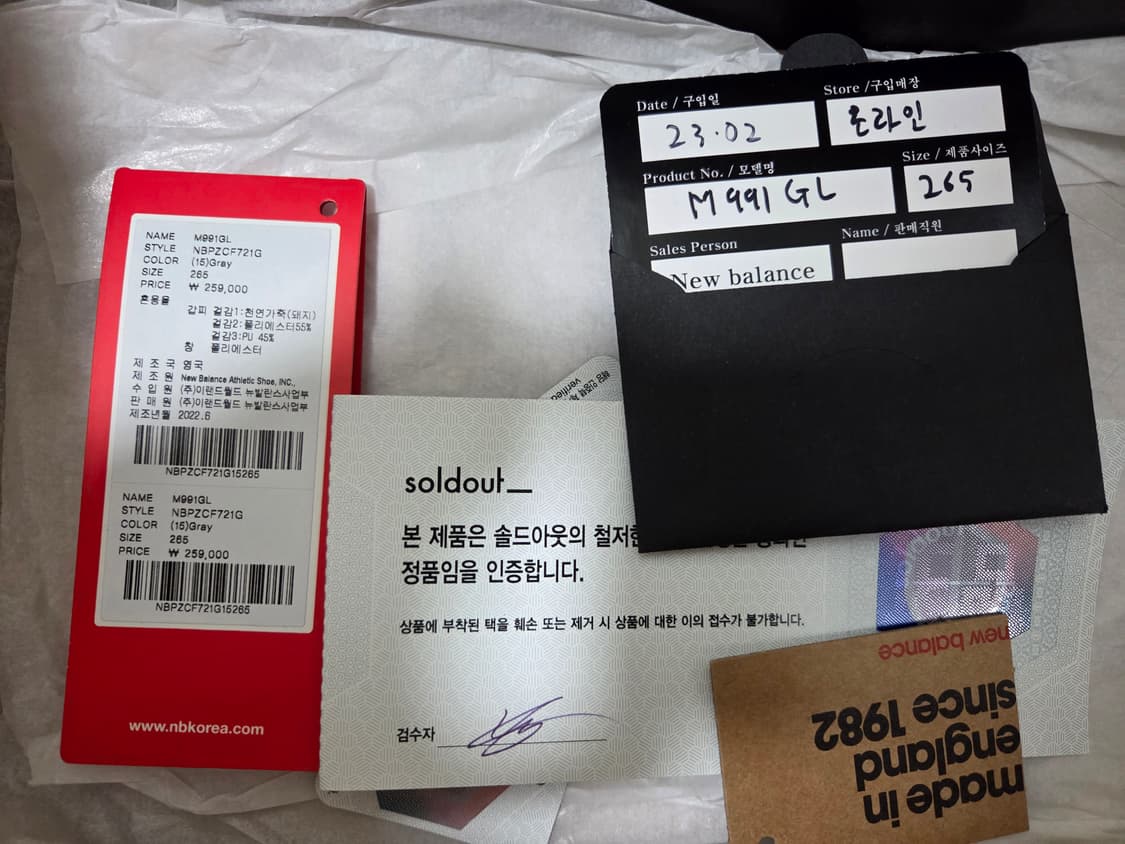 NAME M991GL
STYLE NBPZCF721G
COLOR (15)Gray
SIZE 265
PRICE ₩ 259,000
혼용율
갑피 겉감1:천연가죽(돼지)
겉감2:폴리에스터55%
겉감3:PU 45%
창 폴리에스터
제 조 국 영국
제 조 원 New Balance Athletic Shoe, INC.,
수 입 원 (주)이랜드월드 뉴발란스사업부
판 매 원 (주)이랜드월드 뉴발란스사업부
제조년월 2022.6
NBPZCF721G15265
NAME M991GL
STYLE NBPZCF721G
COLOR (15)Gray
SIZE 265
PRICE ₩ 259,000
NBPZCF721G15265
www.nbkorea.com
Date / 구입일
23.02
Store /구입매장
온라인
Product No. / 모델명
M991GL
Size / 제품사이즈
265
Sales Person
New balance
Name / 판매직원
verified
soldout_
본 제품은 솔드아웃의
정품임을 인증합니다.
상품에 부착된 택을 훼손 또는 제거 시 상품에 대한 이의 접수가 불가합니다.
검수자
new balance
made in
england
since 1982